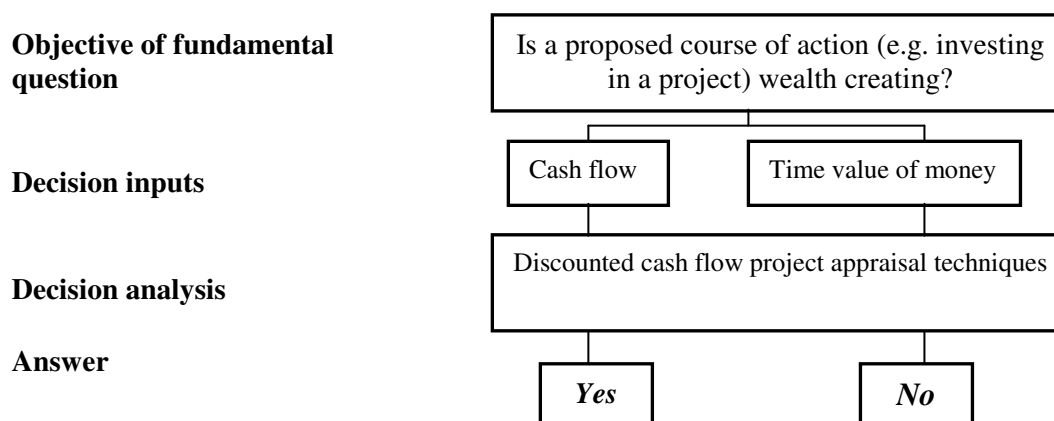 Objective of fundamental
question
Is a proposed course of action (e.g. investing
in a project) wealth creating?
Decision inputs
Cash flow
Time value of money
Decision analysis
Discounted cash flow project appraisal techniques
Answer
Yes
No